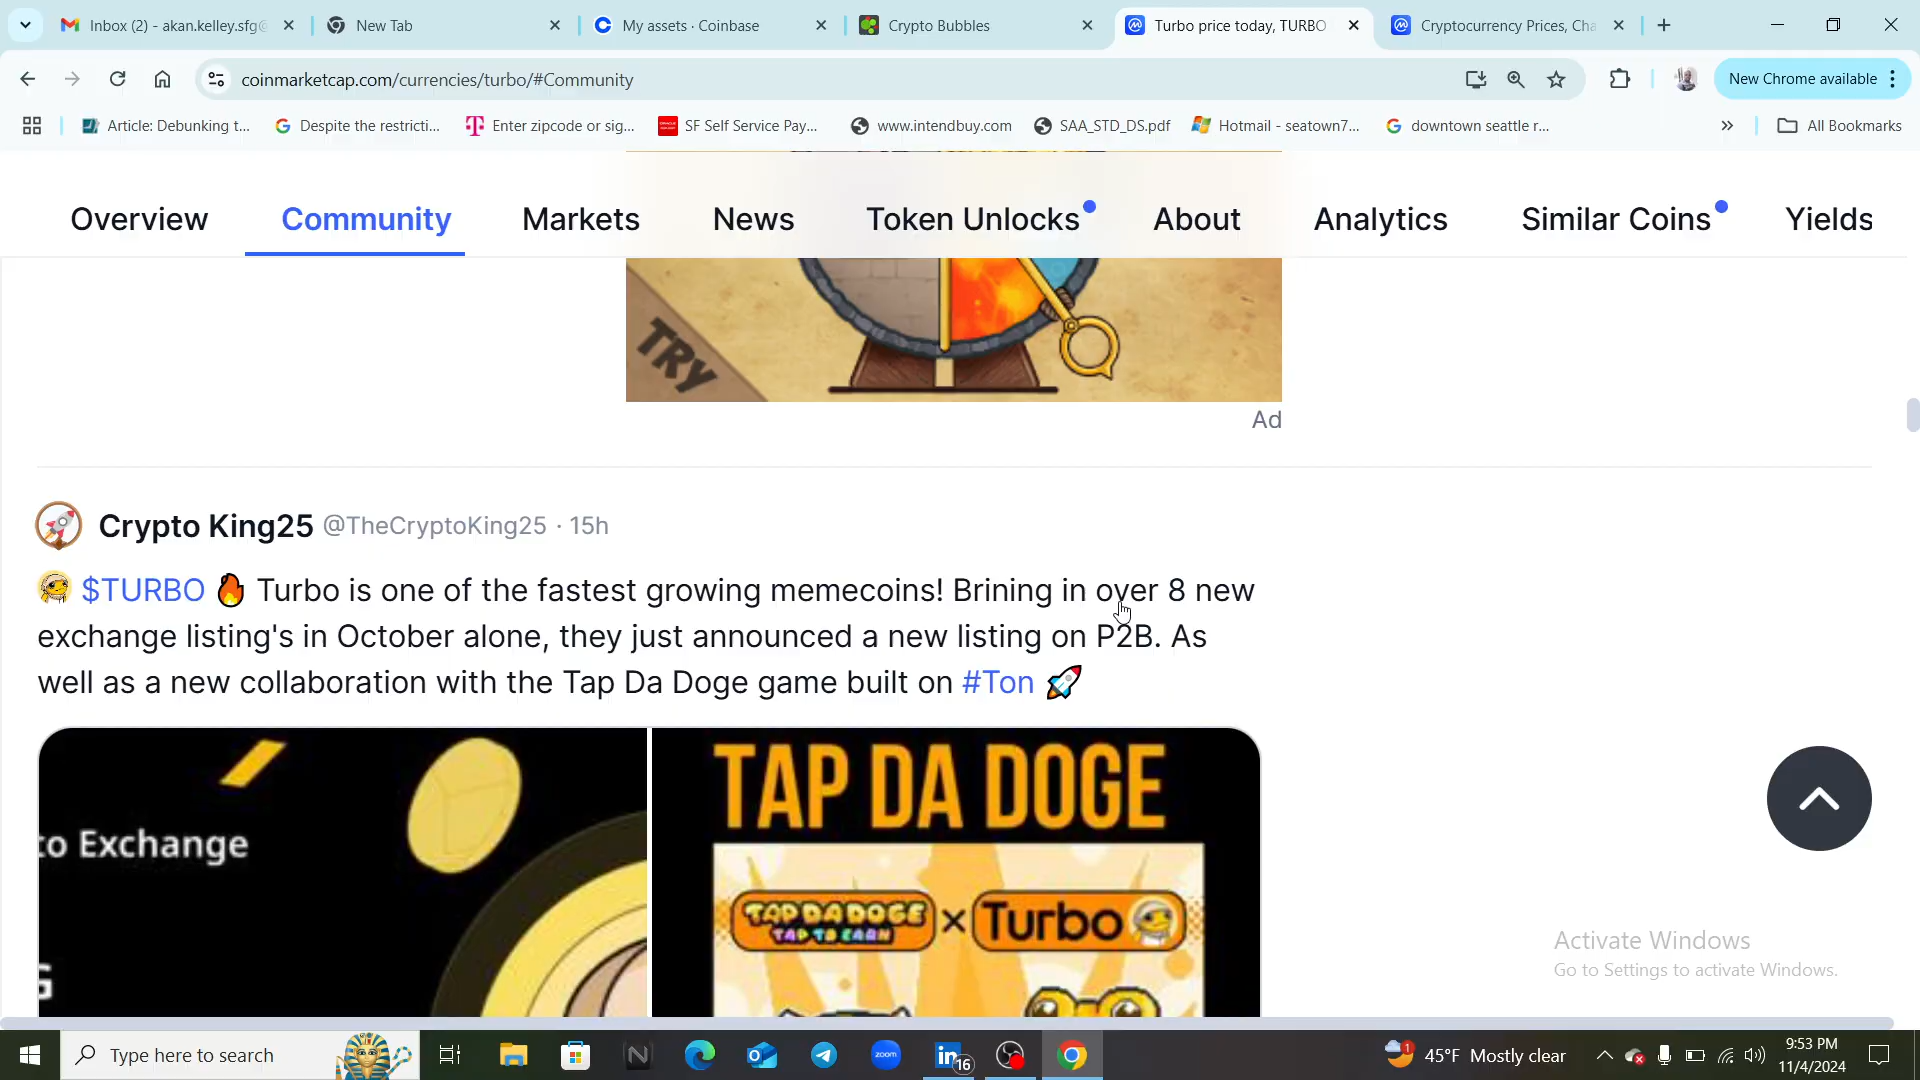 Inbox (2) - akan.kelley.sfg@
New Tab
My assets · Coinbase
Crypto Bubbles
Turbo price today, TURBO
Cryptocurrency Prices, Cha
coinmarketcap.com/currencies/turbo/#Community
New Chrome available
Article: Debunking t...
Despite the restricti...
Enter zipcode or sig...
SF Self Service Pay...
www.intendbuy.com
SAA_STD_DS.pdf
Hotmail - seatown7...
downtown seattle r...
»
All Bookmarks
Overview
Community
Markets
News
Token Unlocks
About
Analytics
Similar Coins
Yields
TRY
Ad
Crypto King25 @TheCryptoKing25 · 15h
$TURBO 🔥 Turbo is one of the fastest growing memecoins! Brining in over 8 new
exchange listing's in October alone, they just announced a new listing on P2B. As
well as a new collaboration with the Tap Da Doge game built on #Ton 🚀
to Exchange
TAP DA DOGE
TAP DA DOGE
TAP TO EARN
×
Turbo
G
Activate Windows
Go to Settings to activate Windows.
Type here to search
zoom
16
1
45°F Mostly clear
9:53 PM
11/4/2024